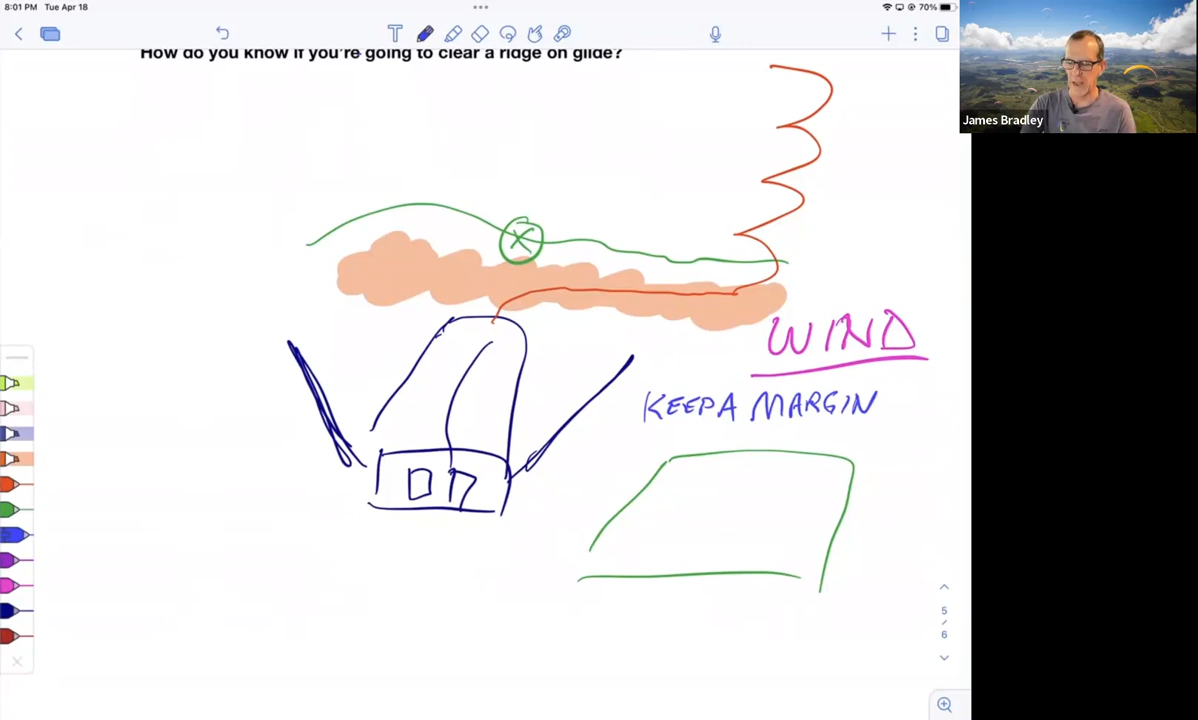 8:01 PM Tue Apr 18
70%
How do you know if you're going to clear a ridge on glide?
James Bradley
X
WIND
KEEP A MARGIN
5
/
6